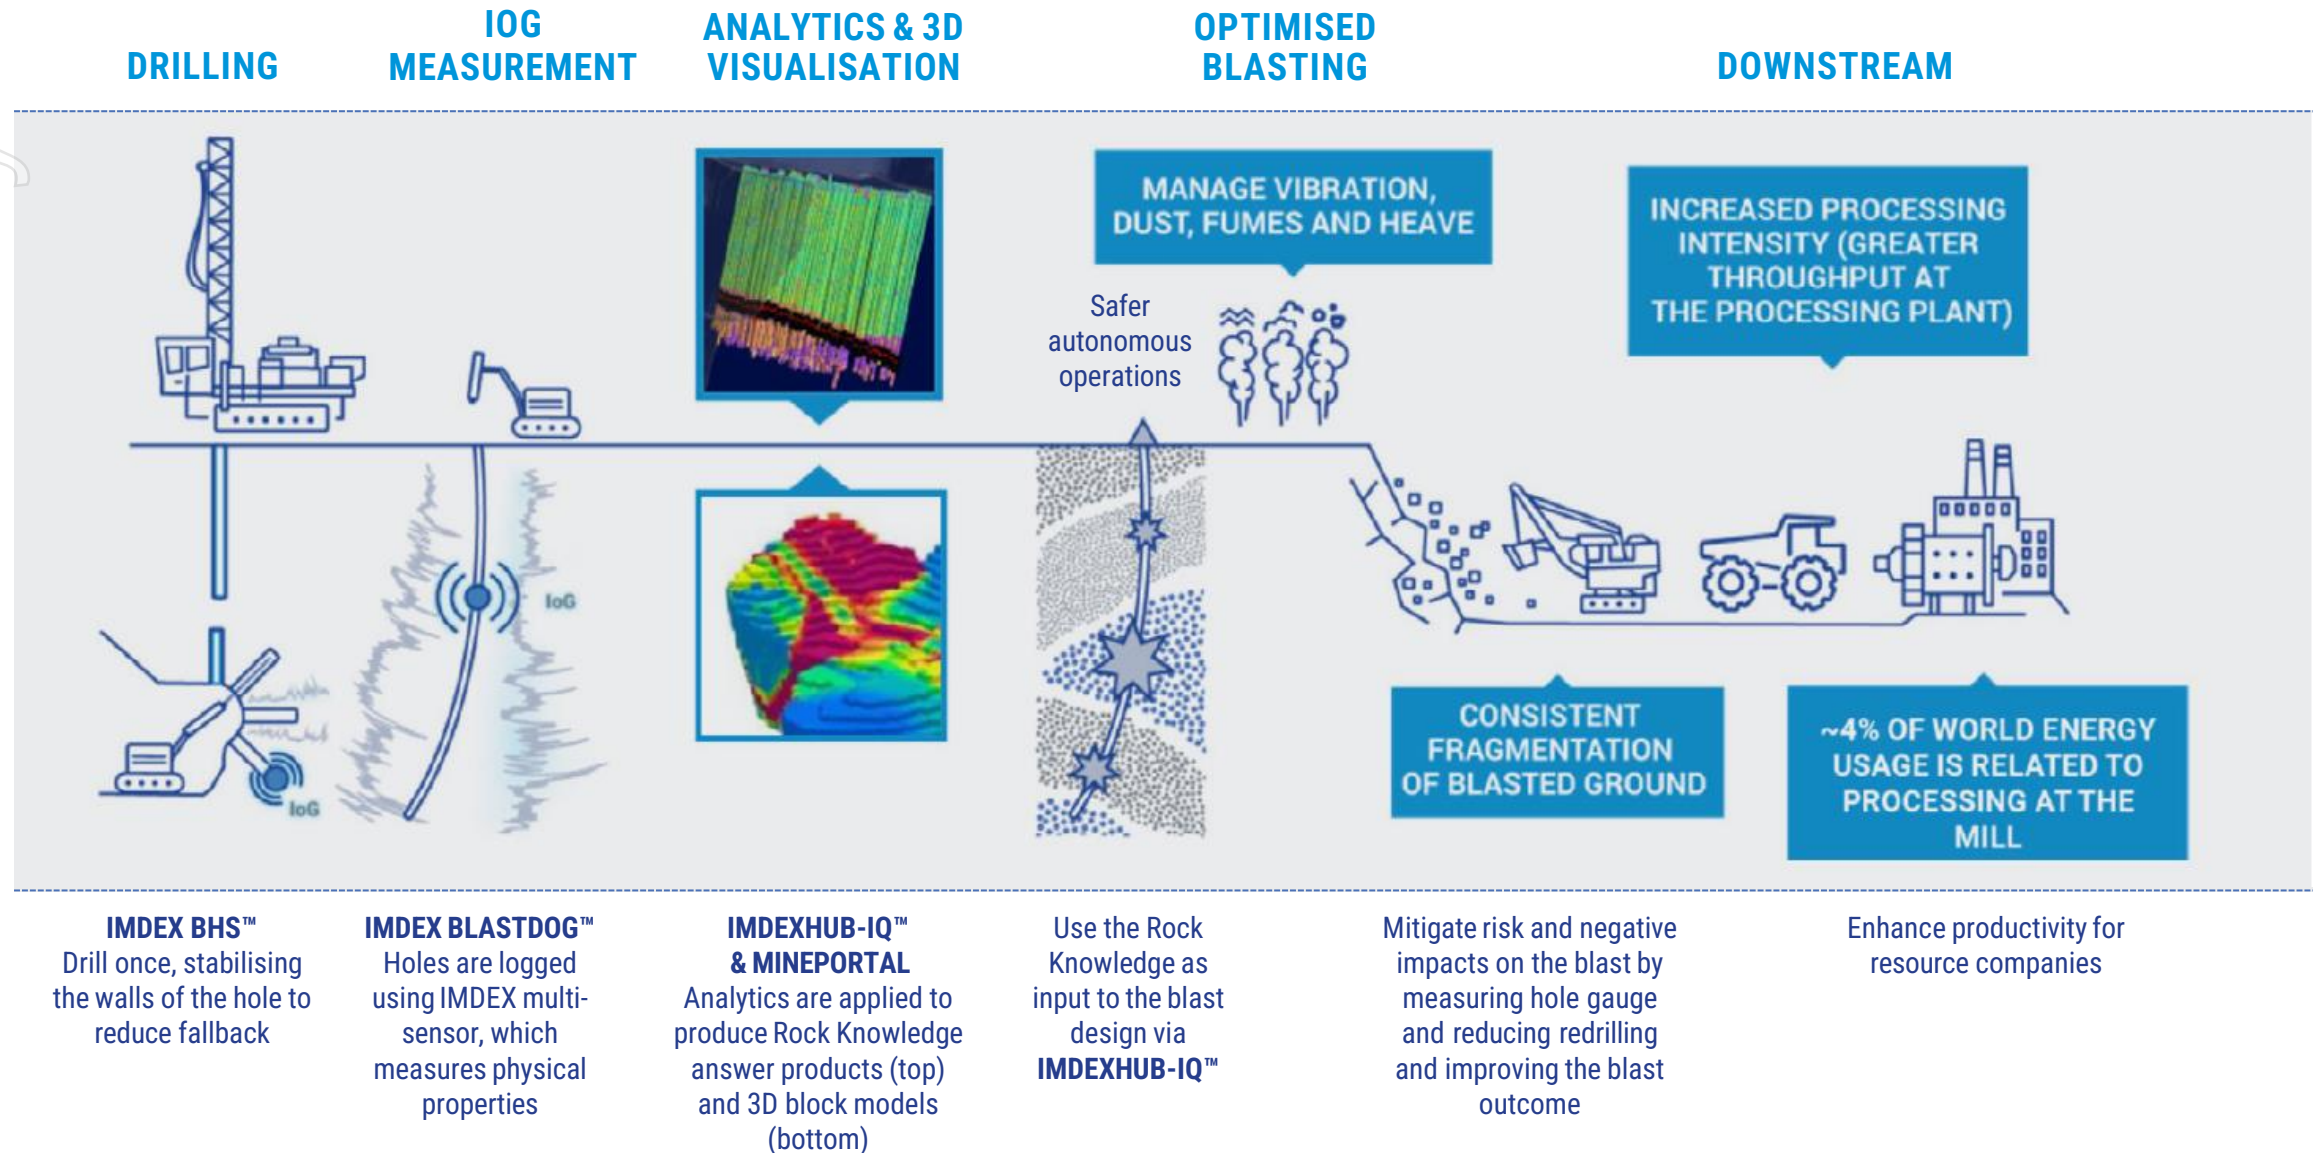 DRILLING
IOG
MEASUREMENT
ANALYTICS & 3D
VISUALISATION
OPTIMISED
BLASTING
DOWNSTREAM
MANAGE VIBRATION,
DUST, FUMES AND HEAVE
INCREASED PROCESSING
INTENSITY (GREATER
THROUGHPUT AT
THE PROCESSING PLANT)
Safer
autonomous
operations
IoG
IoG
CONSISTENT
FRAGMENTATION
OF BLASTED GROUND
~4% OF WORLD ENERGY
USAGE IS RELATED TO
PROCESSING AT THE
MILL
IMDEX BHS™
Drill once, stabilising
the walls of the hole to
reduce fallback
IMDEX BLASTDOG™
Holes are logged
using IMDEX multi-
sensor, which
measures physical
properties
IMDEXHUB-IQ™
& MINEPORTAL
Analytics are applied to
produce Rock Knowledge
answer products (top)
and 3D block models
(bottom)
Use the Rock
Knowledge as
input to the blast
design via
IMDEXHUB-IQ™
Mitigate risk and negative
impacts on the blast by
measuring hole gauge
and reducing redrilling
and improving the blast
outcome
Enhance productivity for
resource companies